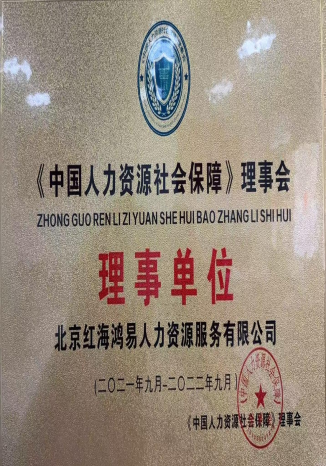 《中国人力资源社会保障》理事会
ZHONG GUO REN LI ZI YUAN SHE HUI BAO ZHANG LI SHI HUI
理事单位
北京红海鸿易人力资源服务有限公司
(二〇二一年九月-二〇二二年九月)
《中国人力资源社会保障》理事会